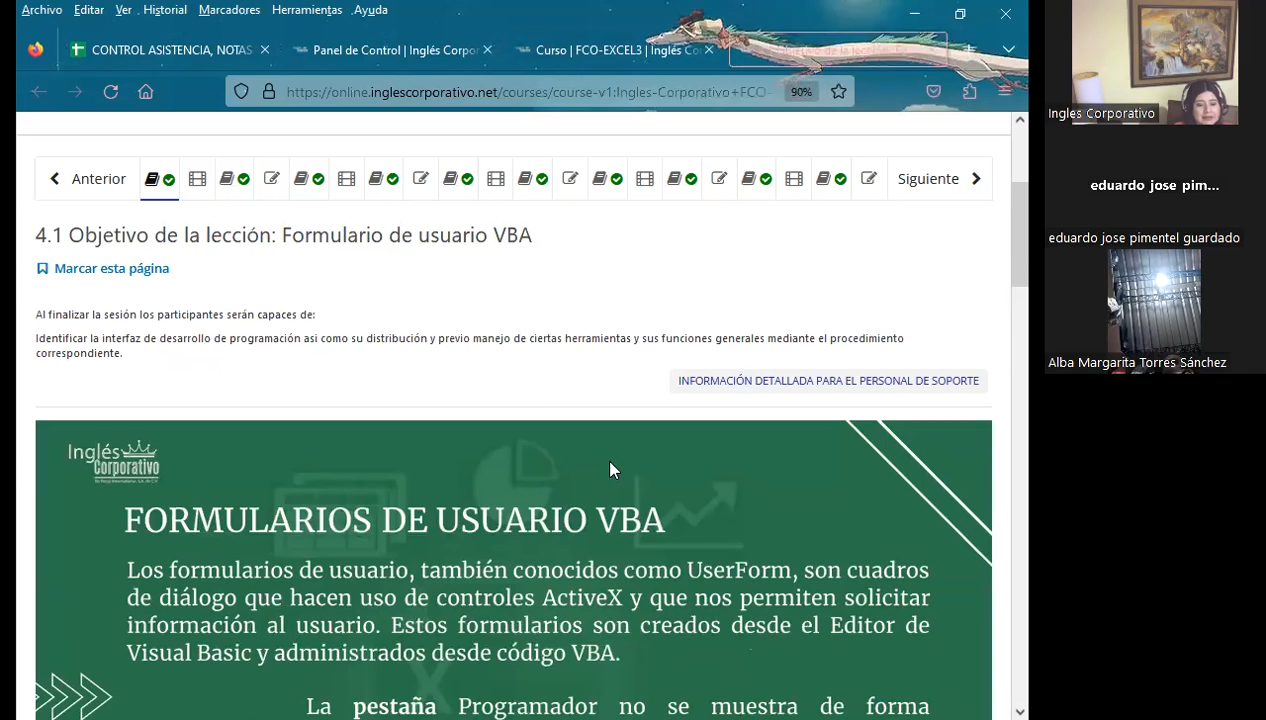 Archivo Editar Ver Historial Marcadores Herramientas Ayuda
CONTROL ASISTENCIA, NOTAS
Panel de Control | Inglés Corpor
Curso | FCO-EXCEL3 | Inglés Co
https://online.inglescorporativo.net/courses/course-v1:Ingles-Corporativo+FCO-
90%
Anterior
Siguiente
4.1 Objetivo de la lección: Formulario de usuario VBA
Marcar esta página
Al finalizar la sesión los participantes serán capaces de:
Identificar la interfaz de desarrollo de programación asi como su distribución y previo manejo de ciertas herramientas y sus funciones generales mediante el procedimiento
correspondiente.
INFORMACIÓN DETALLADA PARA EL PERSONAL DE SOPORTE
Inglés
Corporativo
FORMULARIOS DE USUARIO VBA
Los formularios de usuario, también conocidos como UserForm, son cuadros
de diálogo que hacen uso de controles ActiveX y que nos permiten solicitar
información al usuario. Estos formularios son creados desde el Editor de
Visual Basic y administrados desde código VBA.
La pestaña Programador no se muestra de forma
Ingles Corporativo
eduardo jose pim...
eduardo jose pimentel guardado
Alba Margarita Torres Sánchez